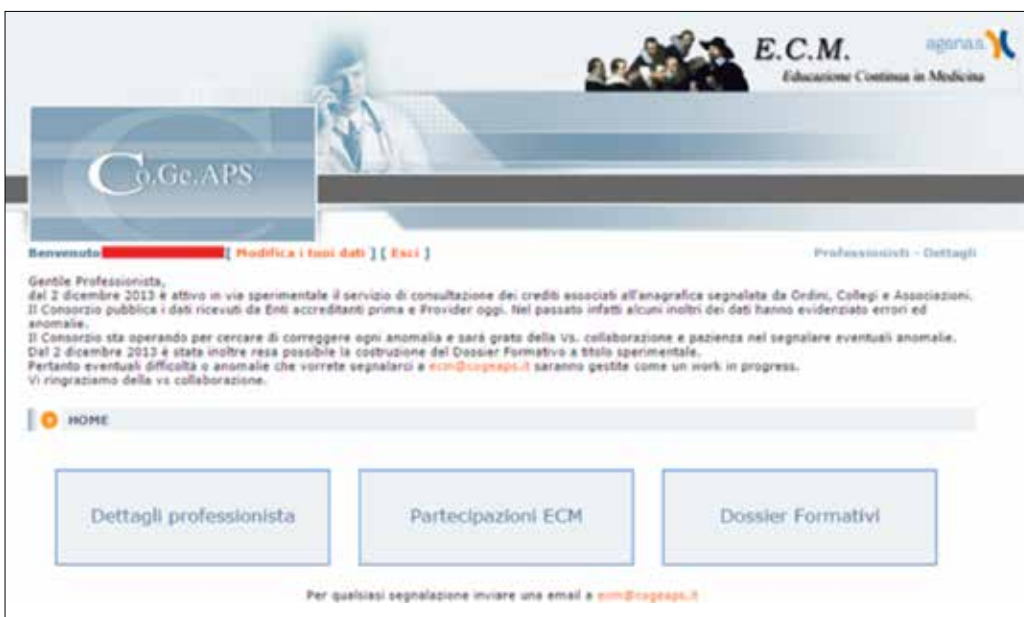 E.C.M.
agenas
Educazione Continua in Medicina
Co.Ge.APS
Benvenuto [ Modifica i tuoi dati ] [ Esci ]
Professionisti - Dettagli
Gentile Professionista,
dal 2 dicembre 2013 è attivo in via sperimentale il servizio di consultazione dei crediti associati all'anagrafica segnalata da Ordini, Collegi e Associazioni.
Il Consorzio pubblica i dati ricevuti da Enti accreditanti prima e Provider oggi. Nel passato infatti alcuni inoltri dei dati hanno evidenziato errori ed
anomalie.
Il Consorzio sta operando per cercare di correggere ogni anomalia e sarà grato della Vs. collaborazione e pazienza nel segnalare eventuali anomalie.
Dal 2 dicembre 2013 è stata inoltre resa possibile la costruzione del Dossier Formativo a titolo sperimentale.
Pertanto eventuali difficoltà o anomalie che vorrete segnalarci a ecm@cogeaps.it saranno gestite come un work in progress.
Vi ringraziamo della vs collaborazione.
HOME
Dettagli professionista
Partecipazioni ECM
Dossier Formativi
Per qualsiasi segnalazione inviare una email a ecm@cogeaps.it